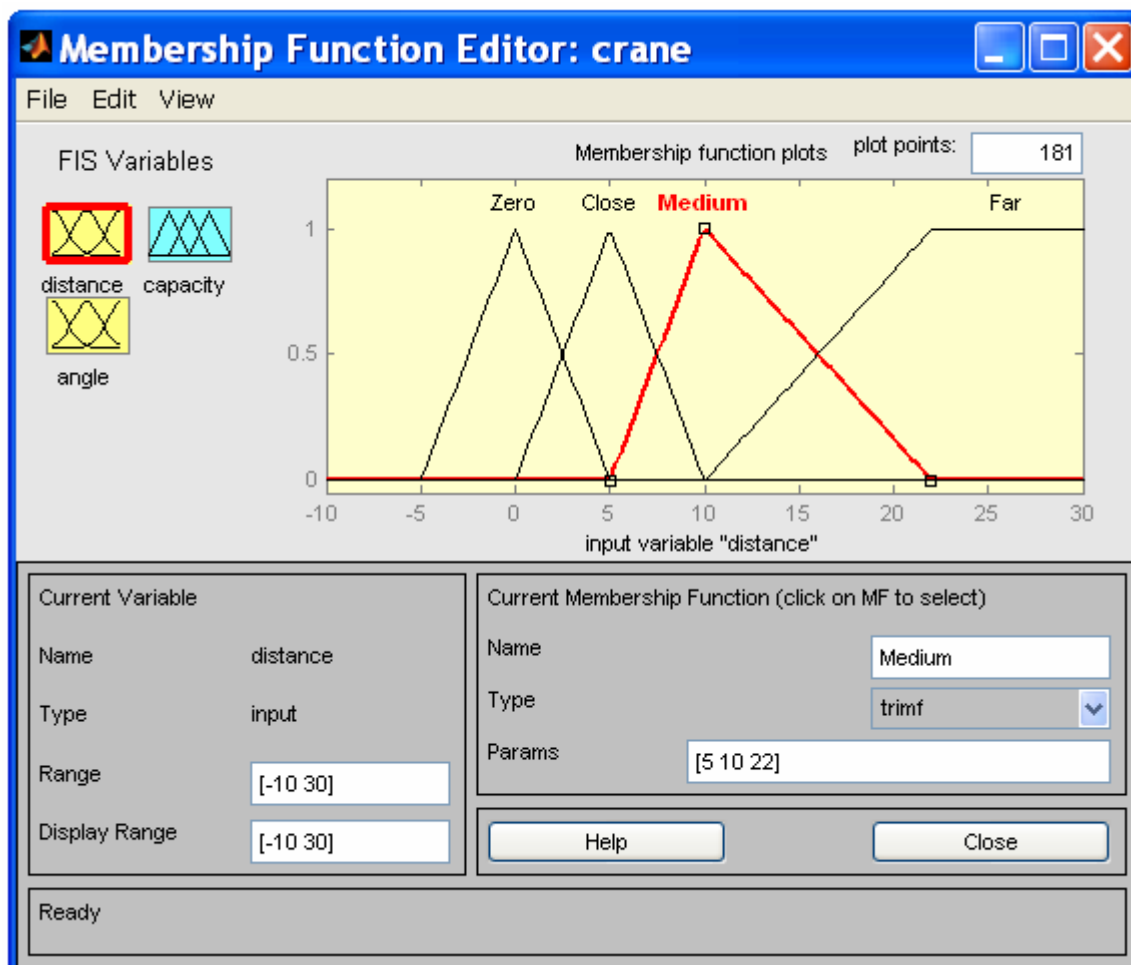 Membership Function Editor: crane
File Edit View
FIS Variables
Membership function plots plot points: 181
distance capacity
angle
Zero Close Medium Far
1
0.5
0
-10 -5 0 5 10 15 20 25 30
input variable "distance"
Current Variable
Name distance
Type input
Range [-10 30]
Display Range [-10 30]
Current Membership Function (click on MF to select)
Name Medium
Type trimf
Params [5 10 22]
Help Close
Ready